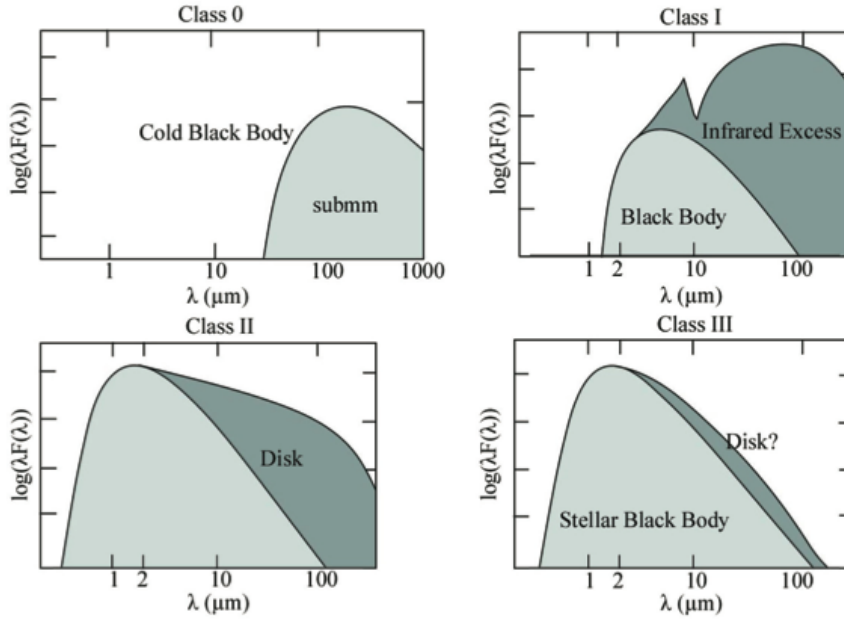 Class 0
log(λF(λ))
Cold Black Body
submm
1 10 100 1000
λ (μm)
Class I
log(λF(λ))
Infrared Excess
Black Body
1 2 10 100
λ (μm)
Class II
log(λF(λ))
Disk
1 2 10 100
λ (μm)
Class III
log(λF(λ))
Disk?
Stellar Black Body
1 2 10 100
λ (μm)